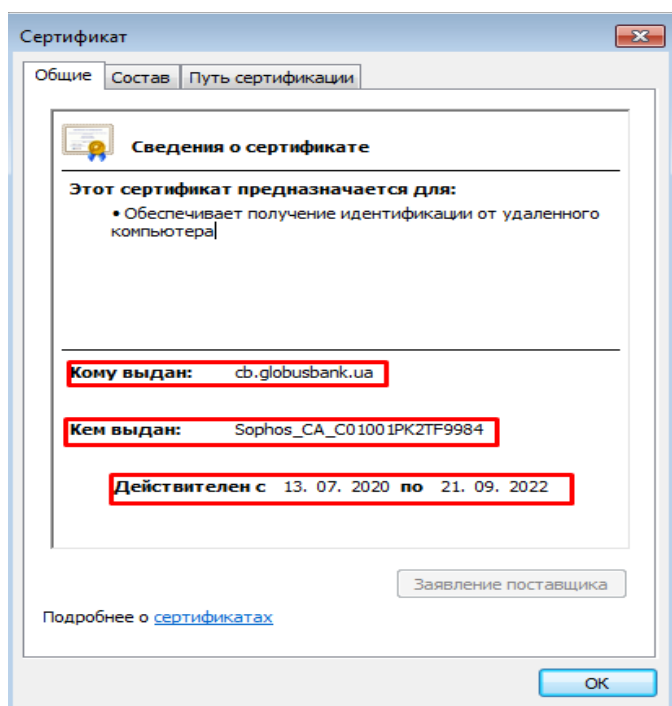 Сертификат
Общие Состав Путь сертификации
Сведения о сертификате
Этот сертификат предназначается для:
• Обеспечивает получение идентификации от удаленного
компьютера
Кому выдан: cb.globusbank.ua
Кем выдан: Sophos_CA_C01001PK2TF9984
Действителен с 13. 07. 2020 по 21. 09. 2022
Заявление поставщика
Подробнее о сертификатах
ОК